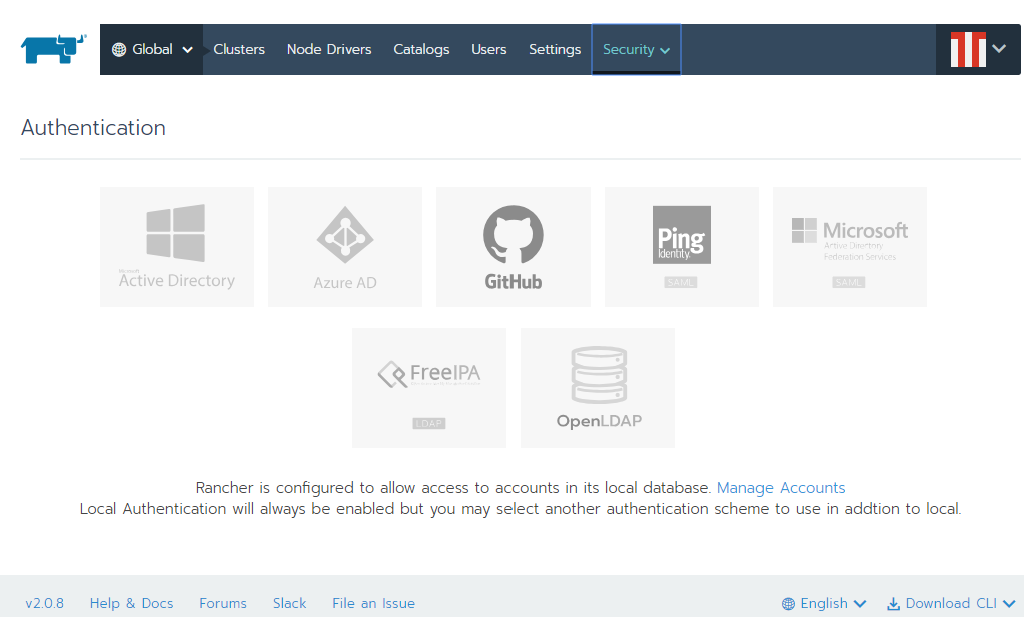 Global Clusters Node Drivers Catalogs Users Settings Security
Authentication
Microsoft
Active Directory
Azure AD
GitHub
Ping
Identity
SAML
Microsoft
Active Directory
Federation Services
SAML
FreeIPA
LDAP
OpenLDAP
Rancher is configured to allow access to accounts in its local database. Manage Accounts
Local Authentication will always be enabled but you may select another authentication scheme to use in addtion to local.
v2.0.8 Help & Docs Forums Slack File an Issue English Download CLI